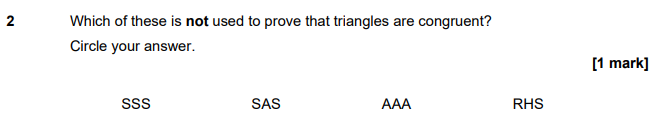 2 Which of these is not used to prove that triangles are congruent?
Circle your answer.
[1 mark]
SSS SAS AAA RHS